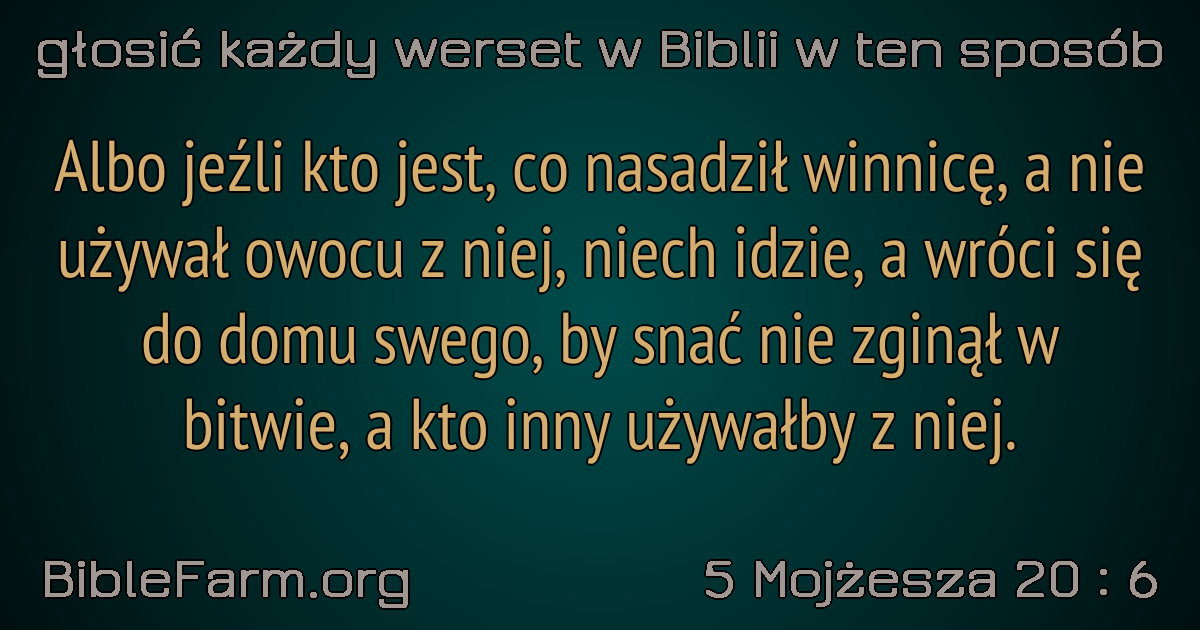 głosić każdy werset w Biblii w ten sposób
Albo jeźli kto jest, co nasadził winnicę, a nie
używał owocu z niej, niech idzie, a wróci się
do domu swego, by snać nie zginął w
bitwie, a kto inny używałby z niej.
BibleFarm.org
5 Mojżesza 20 : 6